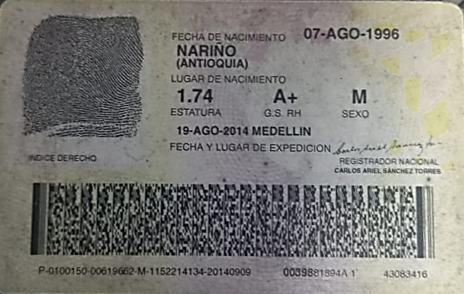 FECHA DE NACIMIENTO 07-AGO-1996
NARIÑO
(ANTIOQUIA)
LUGAR DE NACIMIENTO
1.74 A+ M
ESTATURA G.S. RH SEXO
19-AGO-2014 MEDELLIN
FECHA Y LUGAR DE EXPEDICION
INDICE DERECHO
REGISTRADOR NACIONAL
CARLOS ARIEL SÁNCHEZ TORRES
P-0100150-00619662-M-1152214134-20140909 0039881894A 1 43083416